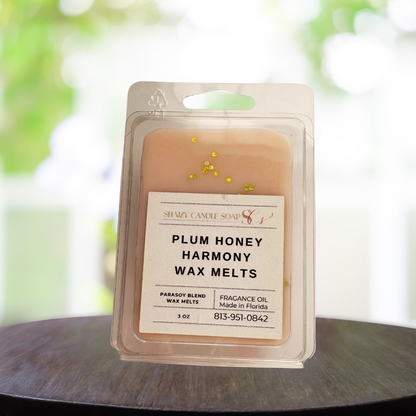 SHAIZY CANDLE SOAP
PLUM HONEY
HARMONY
WAX MELTS
PARASOY BLEND
WAX MELTS
3 OZ
FRAGANCE OIL
Made in Florida
813-951-0842